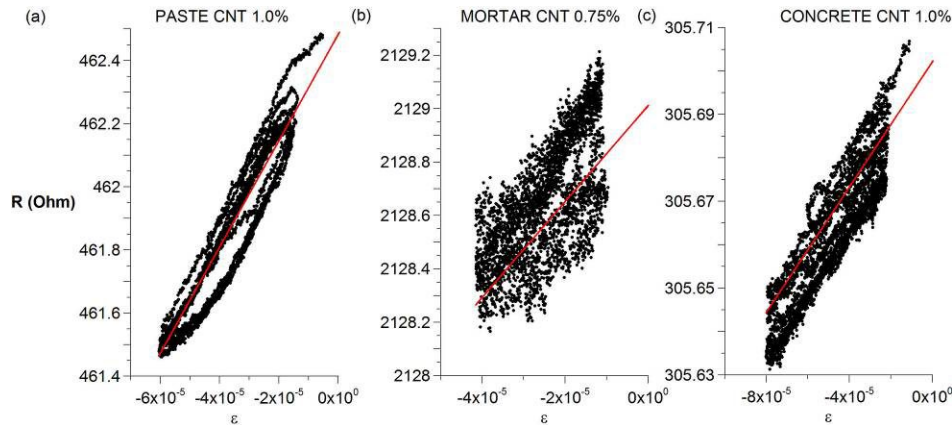 (a) PASTE CNT 1.0%
R (Ohm)
462.4
462.2
462
461.8
461.6
461.4
-6x10⁻⁵ -4x10⁻⁵ -2x10⁻⁵ 0x10⁰
ε
(b) MORTAR CNT 0.75%
2129.2
2129
2128.8
2128.6
2128.4
2128.2
2128
-4x10⁻⁵ -2x10⁻⁵ 0x10⁰
ε
(c) CONCRETE CNT 1.0%
305.71
305.69
305.67
305.65
305.63
-8x10⁻⁵ -4x10⁻⁵ 0x10⁰
ε